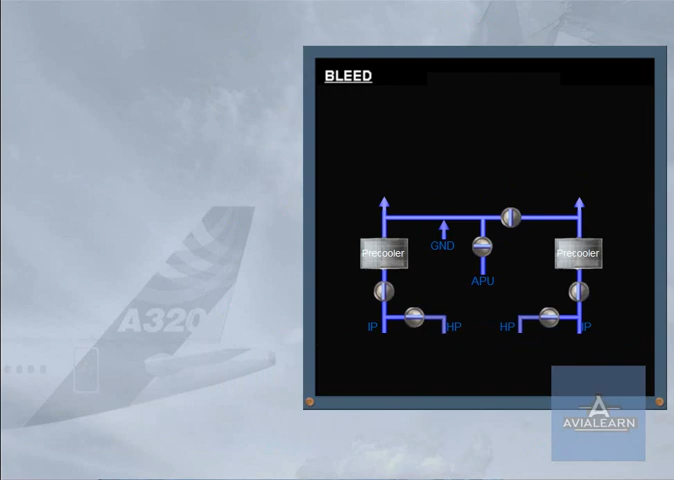 BLEED
GND
Precooler
Precooler
APU
IP
HP
HP
IP
A320
AVIALEARN